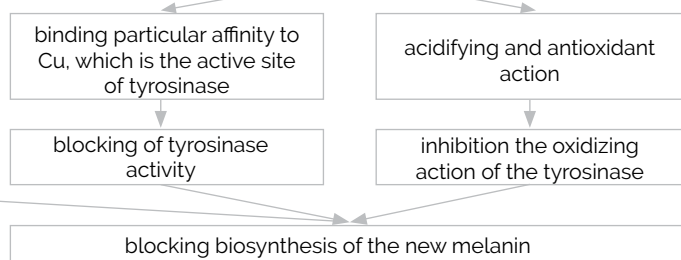 binding particular affinity to
Cu, which is the active site
of tyrosinase
acidifying and antioxidant
action
blocking of tyrosinase
activity
inhibition the oxidizing
action of the tyrosinase
blocking biosynthesis of the new melanin